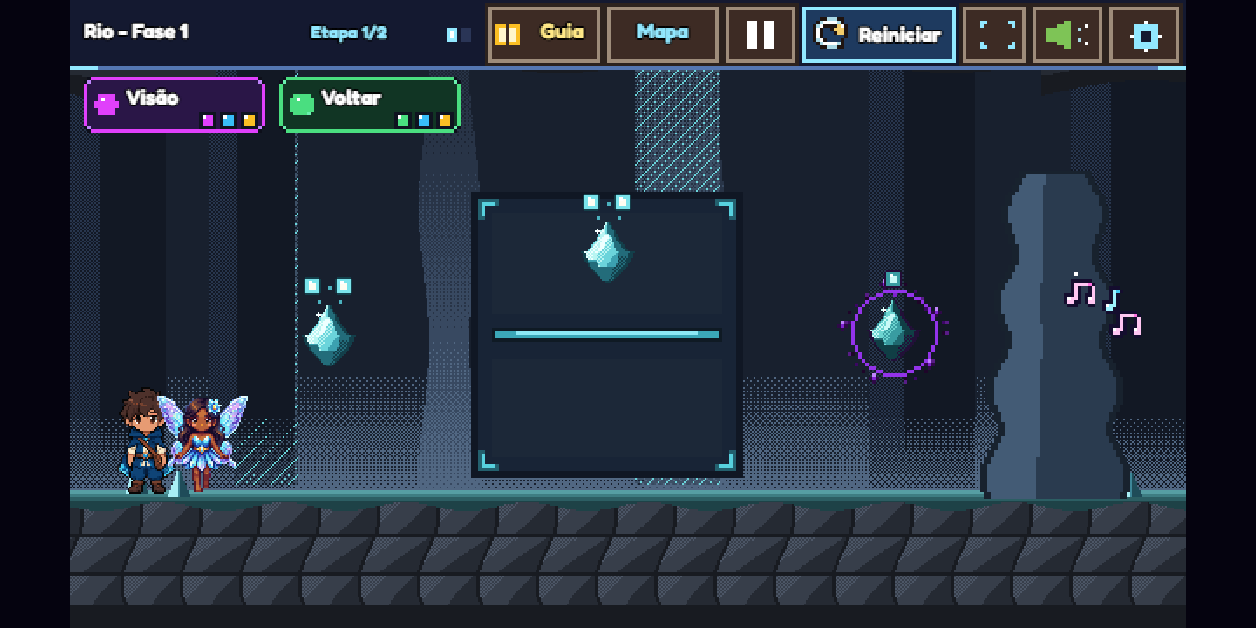 Rio - Fase 1
Etapa 1/2
Guia
Mapa
Reiniciar
Visão
Voltar